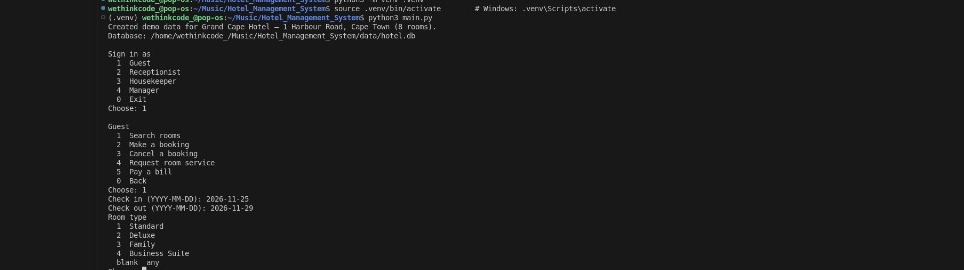 wethinkcode_@pop-os:~/Music/Hotel_Management_System$ source .venv/bin/activate # Windows: .venv\Scripts\activate
(.venv) wethinkcode_@pop-os:~/Music/Hotel_Management_System$ python3 main.py
Created demo data for Grand Cape Hotel — 1 Harbour Road, Cape Town (8 rooms).
Database: /home/wethinkcode_/Music/Hotel_Management_System/data/hotel.db
Sign in as
1 Guest
2 Receptionist
3 Housekeeper
4 Manager
0 Exit
Choose: 1
Guest
1 Search rooms
2 Make a booking
3 Cancel a booking
4 Request room service
5 Pay a bill
0 Back
Choose: 1
Check in (YYYY-MM-DD): 2026-11-25
Check out (YYYY-MM-DD): 2026-11-29
Room type
1 Standard
2 Deluxe
3 Family
4 Business Suite
blank any